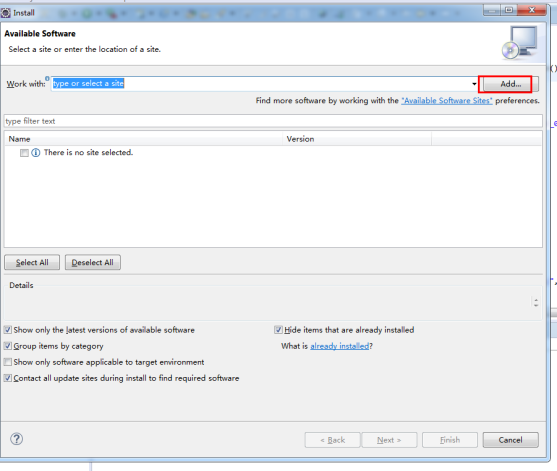 Install
Available Software
Select a site or enter the location of a site.
Work with: type or select a site Add...
Find more software by working with the "Available Software Sites" preferences.
type filter text
Name Version
There is no site selected.
Select All Deselect All
Details
Show only the latest versions of available software Hide items that are already installed
Group items by category What is already installed?
Show only software applicable to target environment
Contact all update sites during install to find required software
< Back Next > Finish Cancel